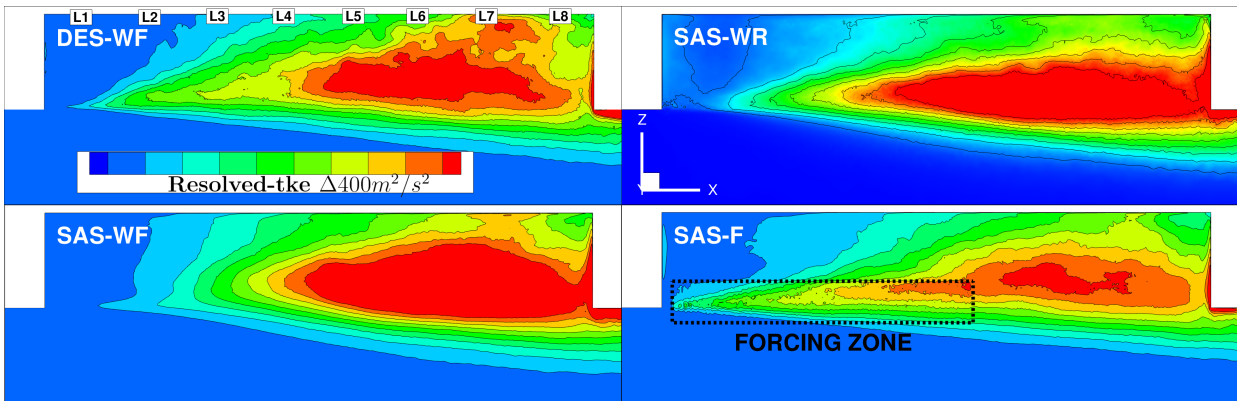 L1 L2 L3 L4 L5 L6 L7 L8
DES-WF
SAS-WR
Z
Y X
Resolved-tke Δ400m²/s²
SAS-WF
SAS-F
FORCING ZONE